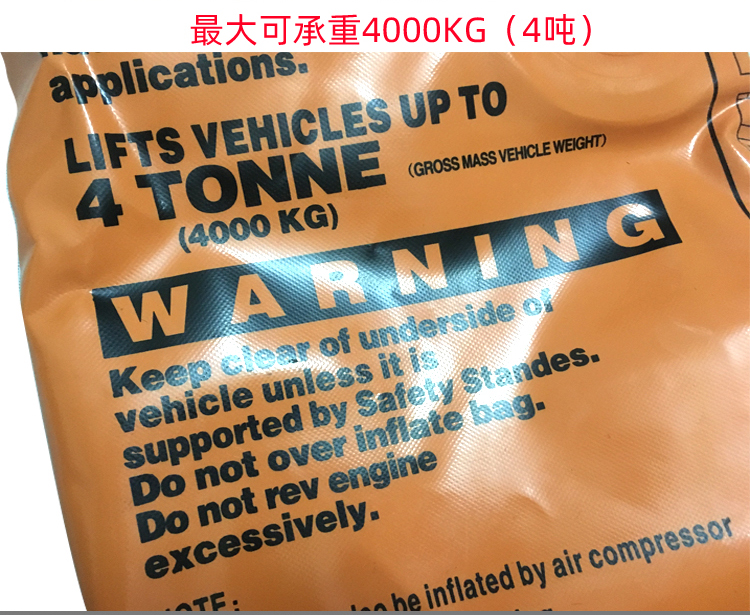 最大可承重4000KG（4吨）
applications.
LIFTS VEHICLES UP TO
4 TONNE (GROSS MASS VEHICLE WEIGHT)
(4000 KG)
WARNING
Keep clear of underside of
vehicle unless it is
supported by Safety Standes.
Do not over inflate bag.
Do not rev engine
excessively.
be inflated by air compressor